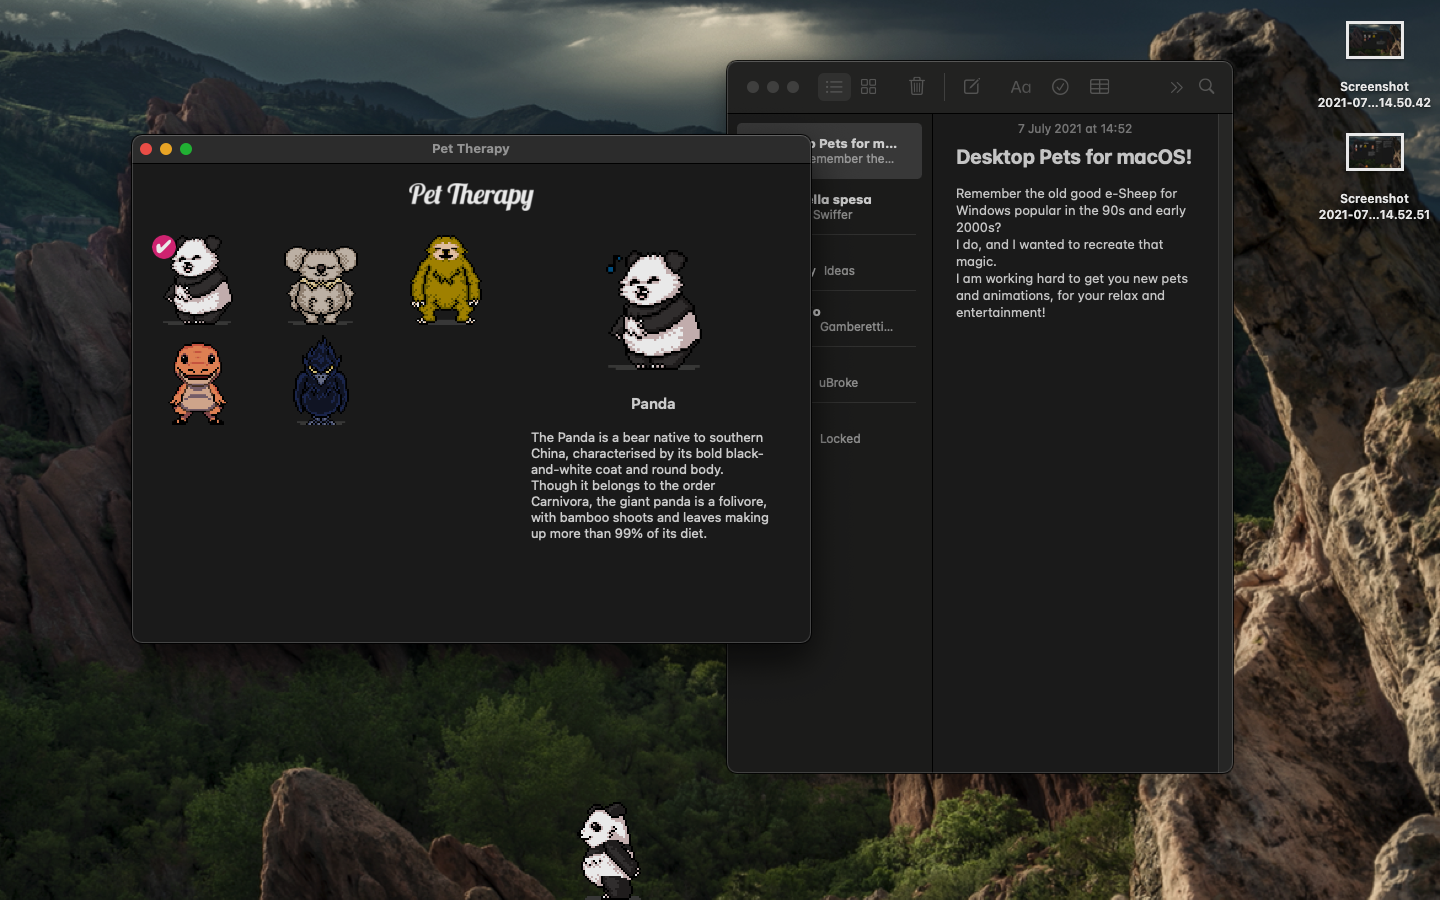 Pet Therapy
Pet Therapy
Panda
The Panda is a bear native to southern
China, characterised by its bold black-
and-white coat and round body.
Though it belongs to the order
Carnivora, the giant panda is a folivore,
with bamboo shoots and leaves making
up more than 99% of its diet.
Aa
Pets for m...
emember the...
lla spesa
Swiffer
y Ideas
o
Gamberetti...
uBroke
Locked
7 July 2021 at 14:52
Desktop Pets for macOS!
Remember the old good e-Sheep for
Windows popular in the 90s and early
2000s?
I do, and I wanted to recreate that
magic.
I am working hard to get you new pets
and animations, for your relax and
entertainment!
Screenshot
2021-07...14.50.42
Screenshot
2021-07...14.52.51